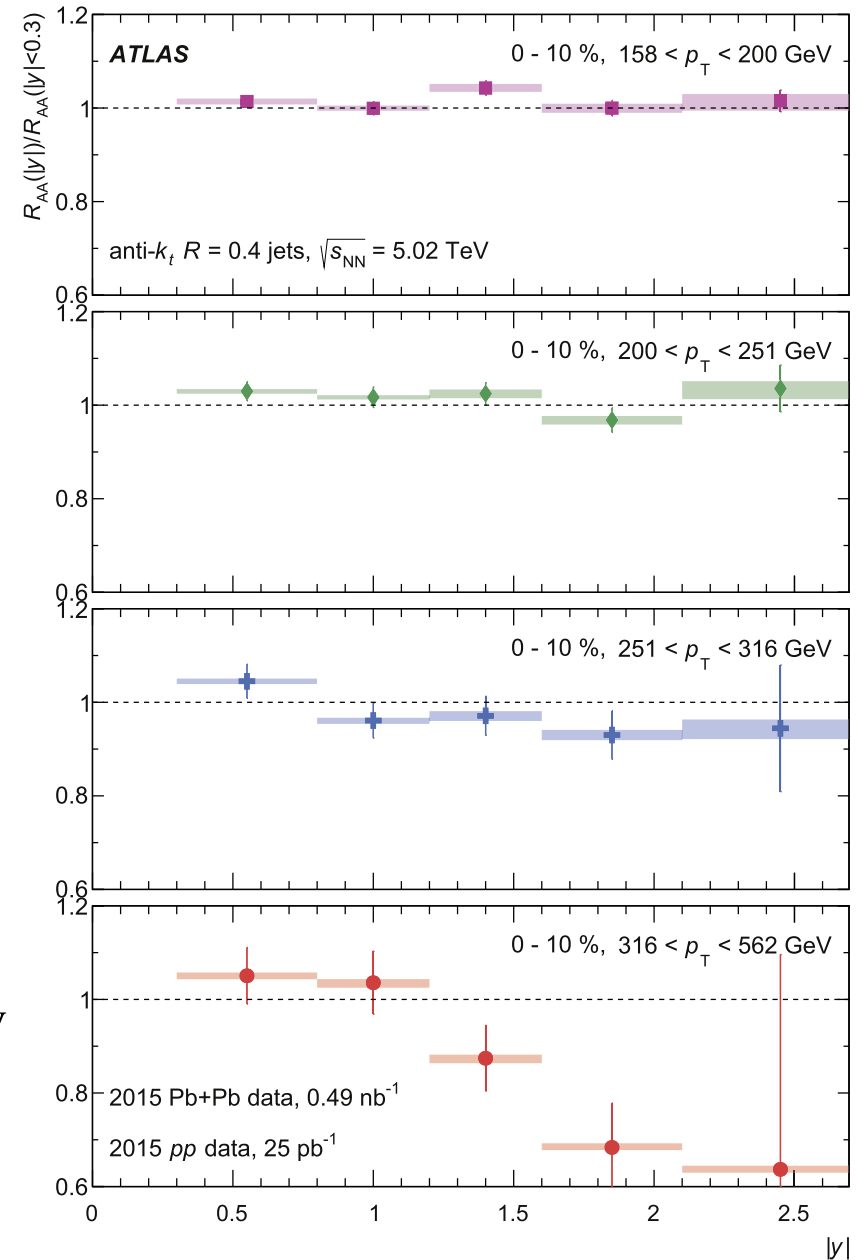 R_AA(|y|)/R_AA(|y|<0.3)
1.2
ATLAS
0 - 10 %, 158 < p_T < 200 GeV
1
0.8
anti-k_t R = 0.4 jets, √s_NN = 5.02 TeV
0.6
1.2
0 - 10 %, 200 < p_T < 251 GeV
1
0.8
0.6
1.2
0 - 10 %, 251 < p_T < 316 GeV
1
0.8
0.6
1.2
0 - 10 %, 316 < p_T < 562 GeV
1
0.8
2015 Pb+Pb data, 0.49 nb⁻¹
2015 pp data, 25 pb⁻¹
0.6
0 0.5 1 1.5 2 2.5
|y|